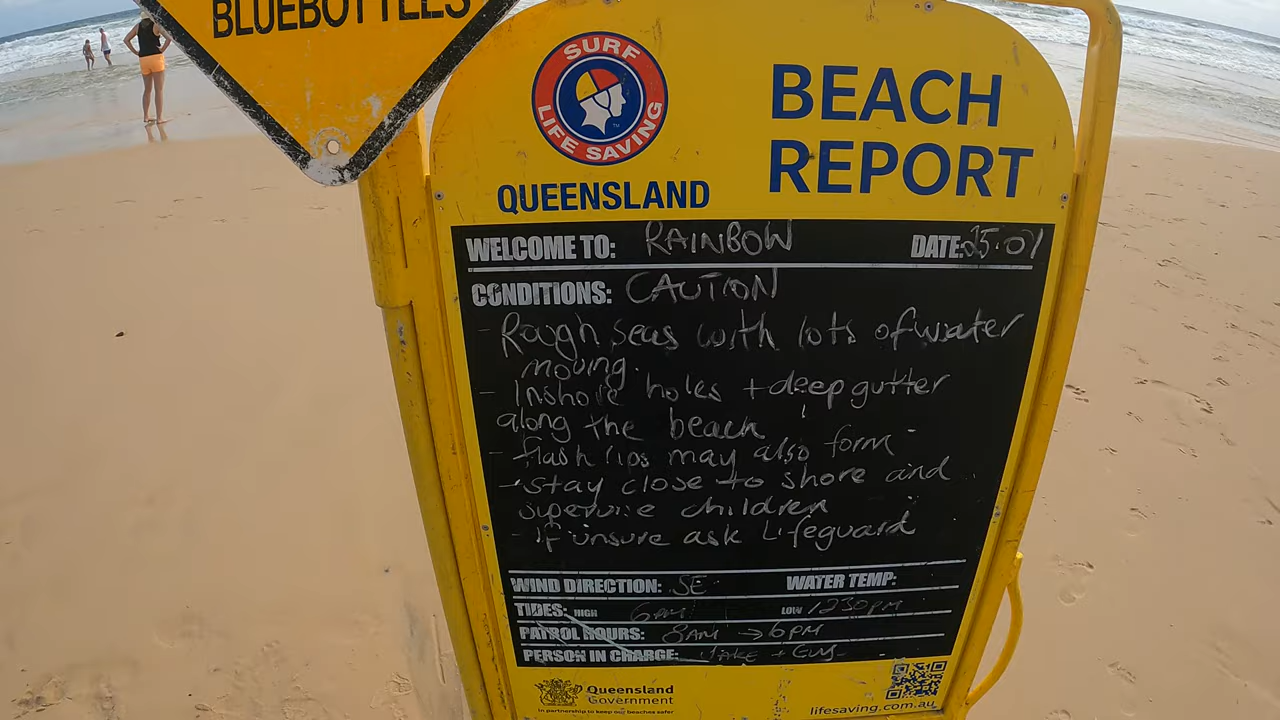 BLUEBOTTLES
SURF
LIFE SAVING
QUEENSLAND
BEACH
REPORT
WELCOME TO: RAINBOW DATE: 25.01
CONDITIONS: CAUTION
- Rough seas with lots of water
moving.
- Inshore holes + deep gutter
along the beach
- flash rips may also form
- stay close to shore and
supervise children
- If unsure ask Lifeguard
WIND DIRECTION: SE WATER TEMP:
TIDES: HIGH 6PM LOW 1230PM
PATROL HOURS: 8AM → 6PM
PERSON IN CHARGE: JAKE + Guy
Queensland
Government
In partnership to keep our beaches safer
lifesaving.com.au